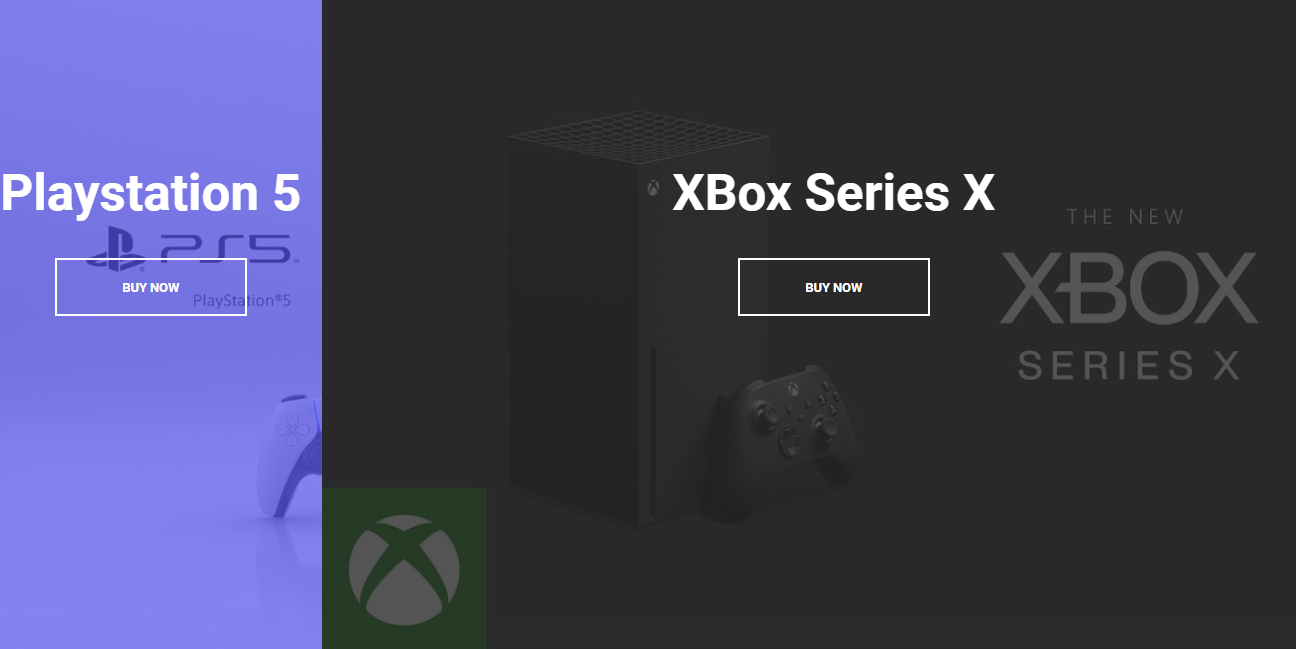 Playstation 5
PS5
PlayStation®5
BUY NOW
XBox Series X
BUY NOW
THE NEW
XBOX
SERIES X